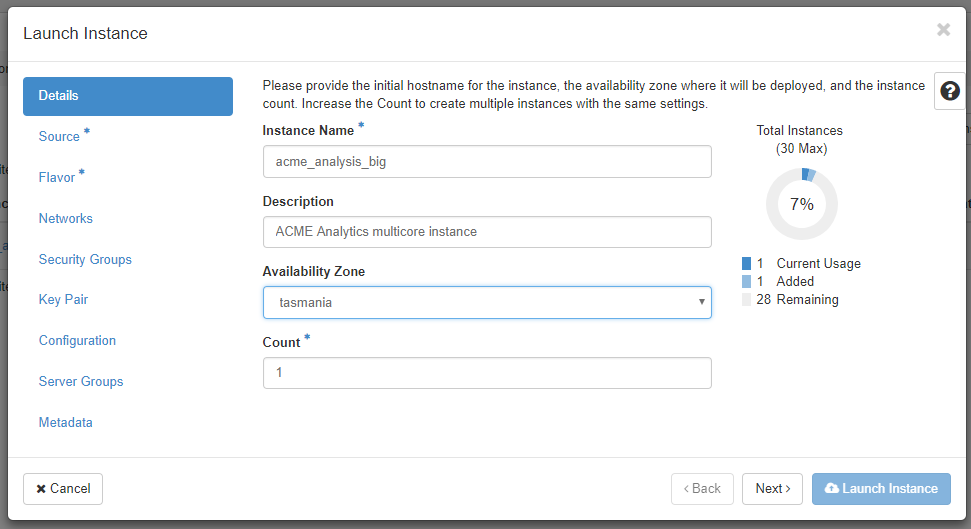 Launch Instance
×
Details
Please provide the initial hostname for the instance, the availability zone where it will be deployed, and the instance
count. Increase the Count to create multiple instances with the same settings.
?
Source *
Flavor *
Networks
Security Groups
Key Pair
Configuration
Server Groups
Metadata
Instance Name *
acme_analysis_big
Description
ACME Analytics multicore instance
Availability Zone
tasmania
Count *
1
Total Instances
(30 Max)
7%
1 Current Usage
1 Added
28 Remaining
× Cancel
‹ Back
Next ›
Launch Instance